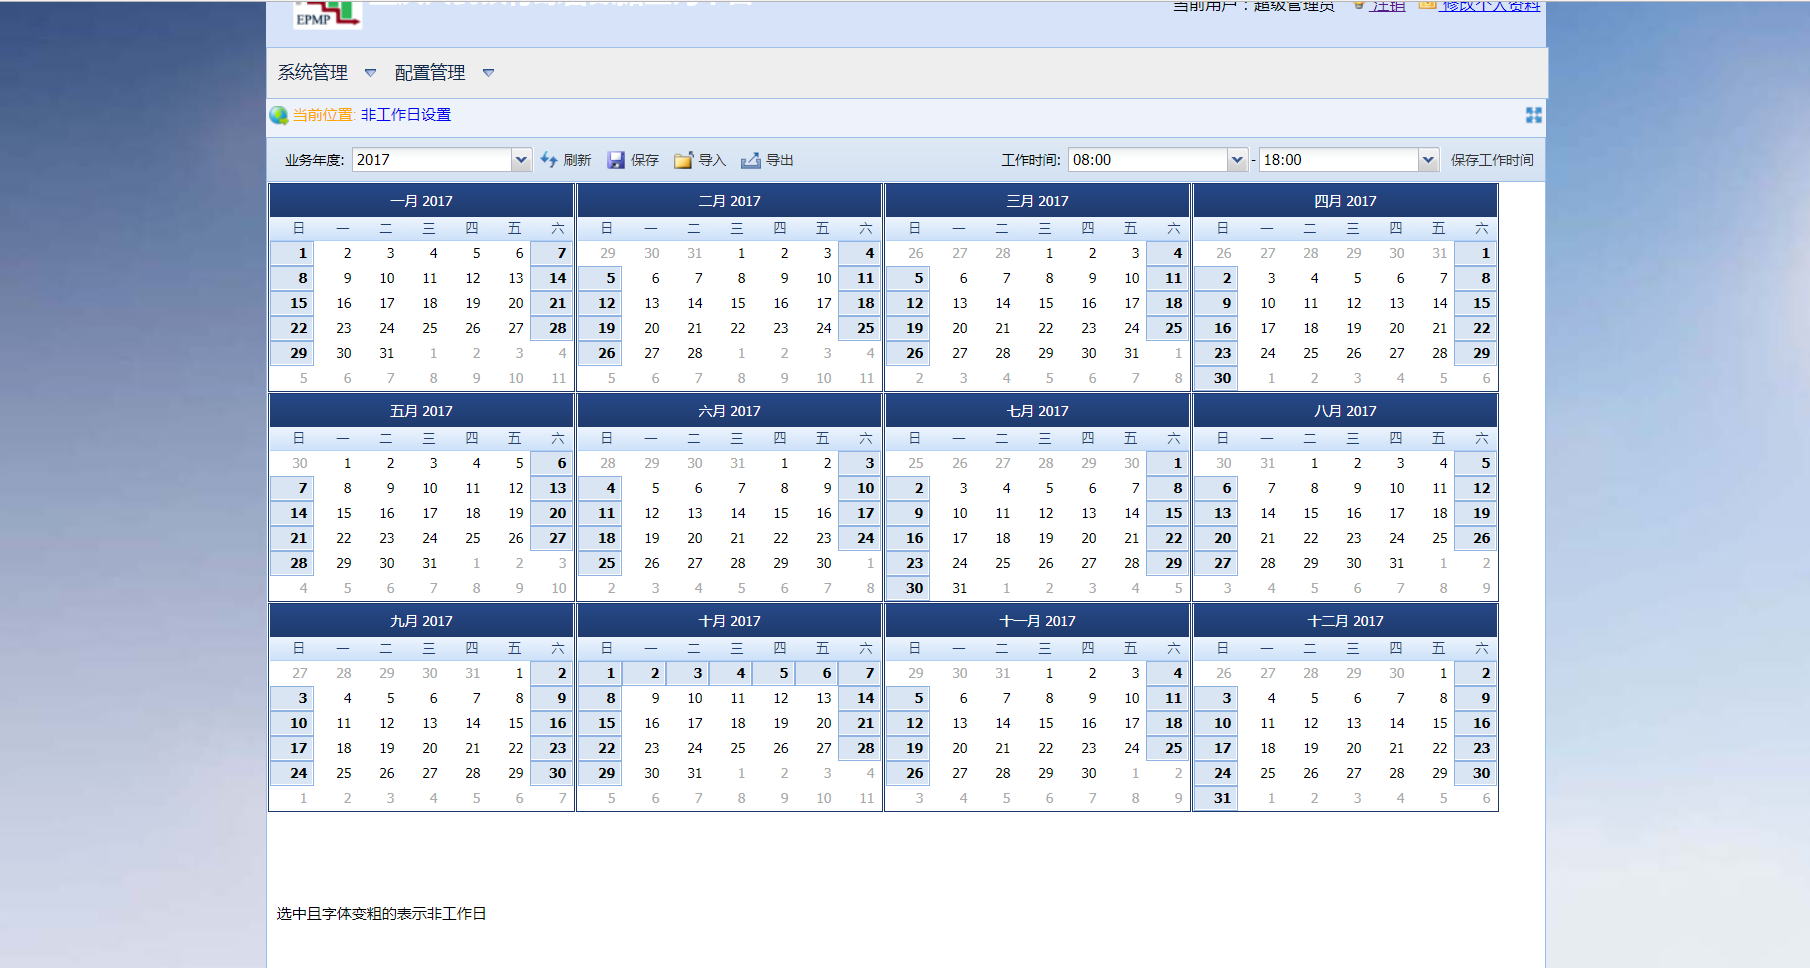 EPMP
当前用户：超级管理员 注销 修改个人资料
系统管理 配置管理
当前位置: 非工作日设置
业务年度: 2017 刷新 保存 导入 导出 工作时间: 08:00 - 18:00 保存工作时间
一月 2017 二月 2017 三月 2017 四月 2017
日 一 二 三 四 五 六 日 一 二 三 四 五 六 日 一 二 三 四 五 六 日 一 二 三 四 五 六
1 2 3 4 5 6 7 29 30 31 1 2 3 4 26 27 28 1 2 3 4 26 27 28 29 30 31 1
8 9 10 11 12 13 14 5 6 7 8 9 10 11 5 6 7 8 9 10 11 2 3 4 5 6 7 8
15 16 17 18 19 20 21 12 13 14 15 16 17 18 12 13 14 15 16 17 18 9 10 11 12 13 14 15
22 23 24 25 26 27 28 19 20 21 22 23 24 25 19 20 21 22 23 24 25 16 17 18 19 20 21 22
29 30 31 1 2 3 4 26 27 28 1 2 3 4 26 27 28 29 30 31 1 23 24 25 26 27 28 29
5 6 7 8 9 10 11 5 6 7 8 9 10 11 2 3 4 5 6 7 8 30 1 2 3 4 5 6
五月 2017 六月 2017 七月 2017 八月 2017
日 一 二 三 四 五 六 日 一 二 三 四 五 六 日 一 二 三 四 五 六 日 一 二 三 四 五 六
30 1 2 3 4 5 6 28 29 30 31 1 2 3 25 26 27 28 29 30 1 30 31 1 2 3 4 5
7 8 9 10 11 12 13 4 5 6 7 8 9 10 2 3 4 5 6 7 8 6 7 8 9 10 11 12
14 15 16 17 18 19 20 11 12 13 14 15 16 17 9 10 11 12 13 14 15 13 14 15 16 17 18 19
21 22 23 24 25 26 27 18 19 20 21 22 23 24 16 17 18 19 20 21 22 20 21 22 23 24 25 26
28 29 30 31 1 2 3 25 26 27 28 29 30 1 23 24 25 26 27 28 29 27 28 29 30 31 1 2
4 5 6 7 8 9 10 2 3 4 5 6 7 8 30 31 1 2 3 4 5 3 4 5 6 7 8 9
九月 2017 十月 2017 十一月 2017 十二月 2017
日 一 二 三 四 五 六 日 一 二 三 四 五 六 日 一 二 三 四 五 六 日 一 二 三 四 五 六
27 28 29 30 31 1 2 1 2 3 4 5 6 7 29 30 31 1 2 3 4 26 27 28 29 30 1 2
3 4 5 6 7 8 9 8 9 10 11 12 13 14 5 6 7 8 9 10 11 3 4 5 6 7 8 9
10 11 12 13 14 15 16 15 16 17 18 19 20 21 12 13 14 15 16 17 18 10 11 12 13 14 15 16
17 18 19 20 21 22 23 22 23 24 25 26 27 28 19 20 21 22 23 24 25 17 18 19 20 21 22 23
24 25 26 27 28 29 30 29 30 31 1 2 3 4 26 27 28 29 30 1 2 24 25 26 27 28 29 30
1 2 3 4 5 6 7 5 6 7 8 9 10 11 3 4 5 6 7 8 9 31 1 2 3 4 5 6
选中且字体变粗的表示非工作日